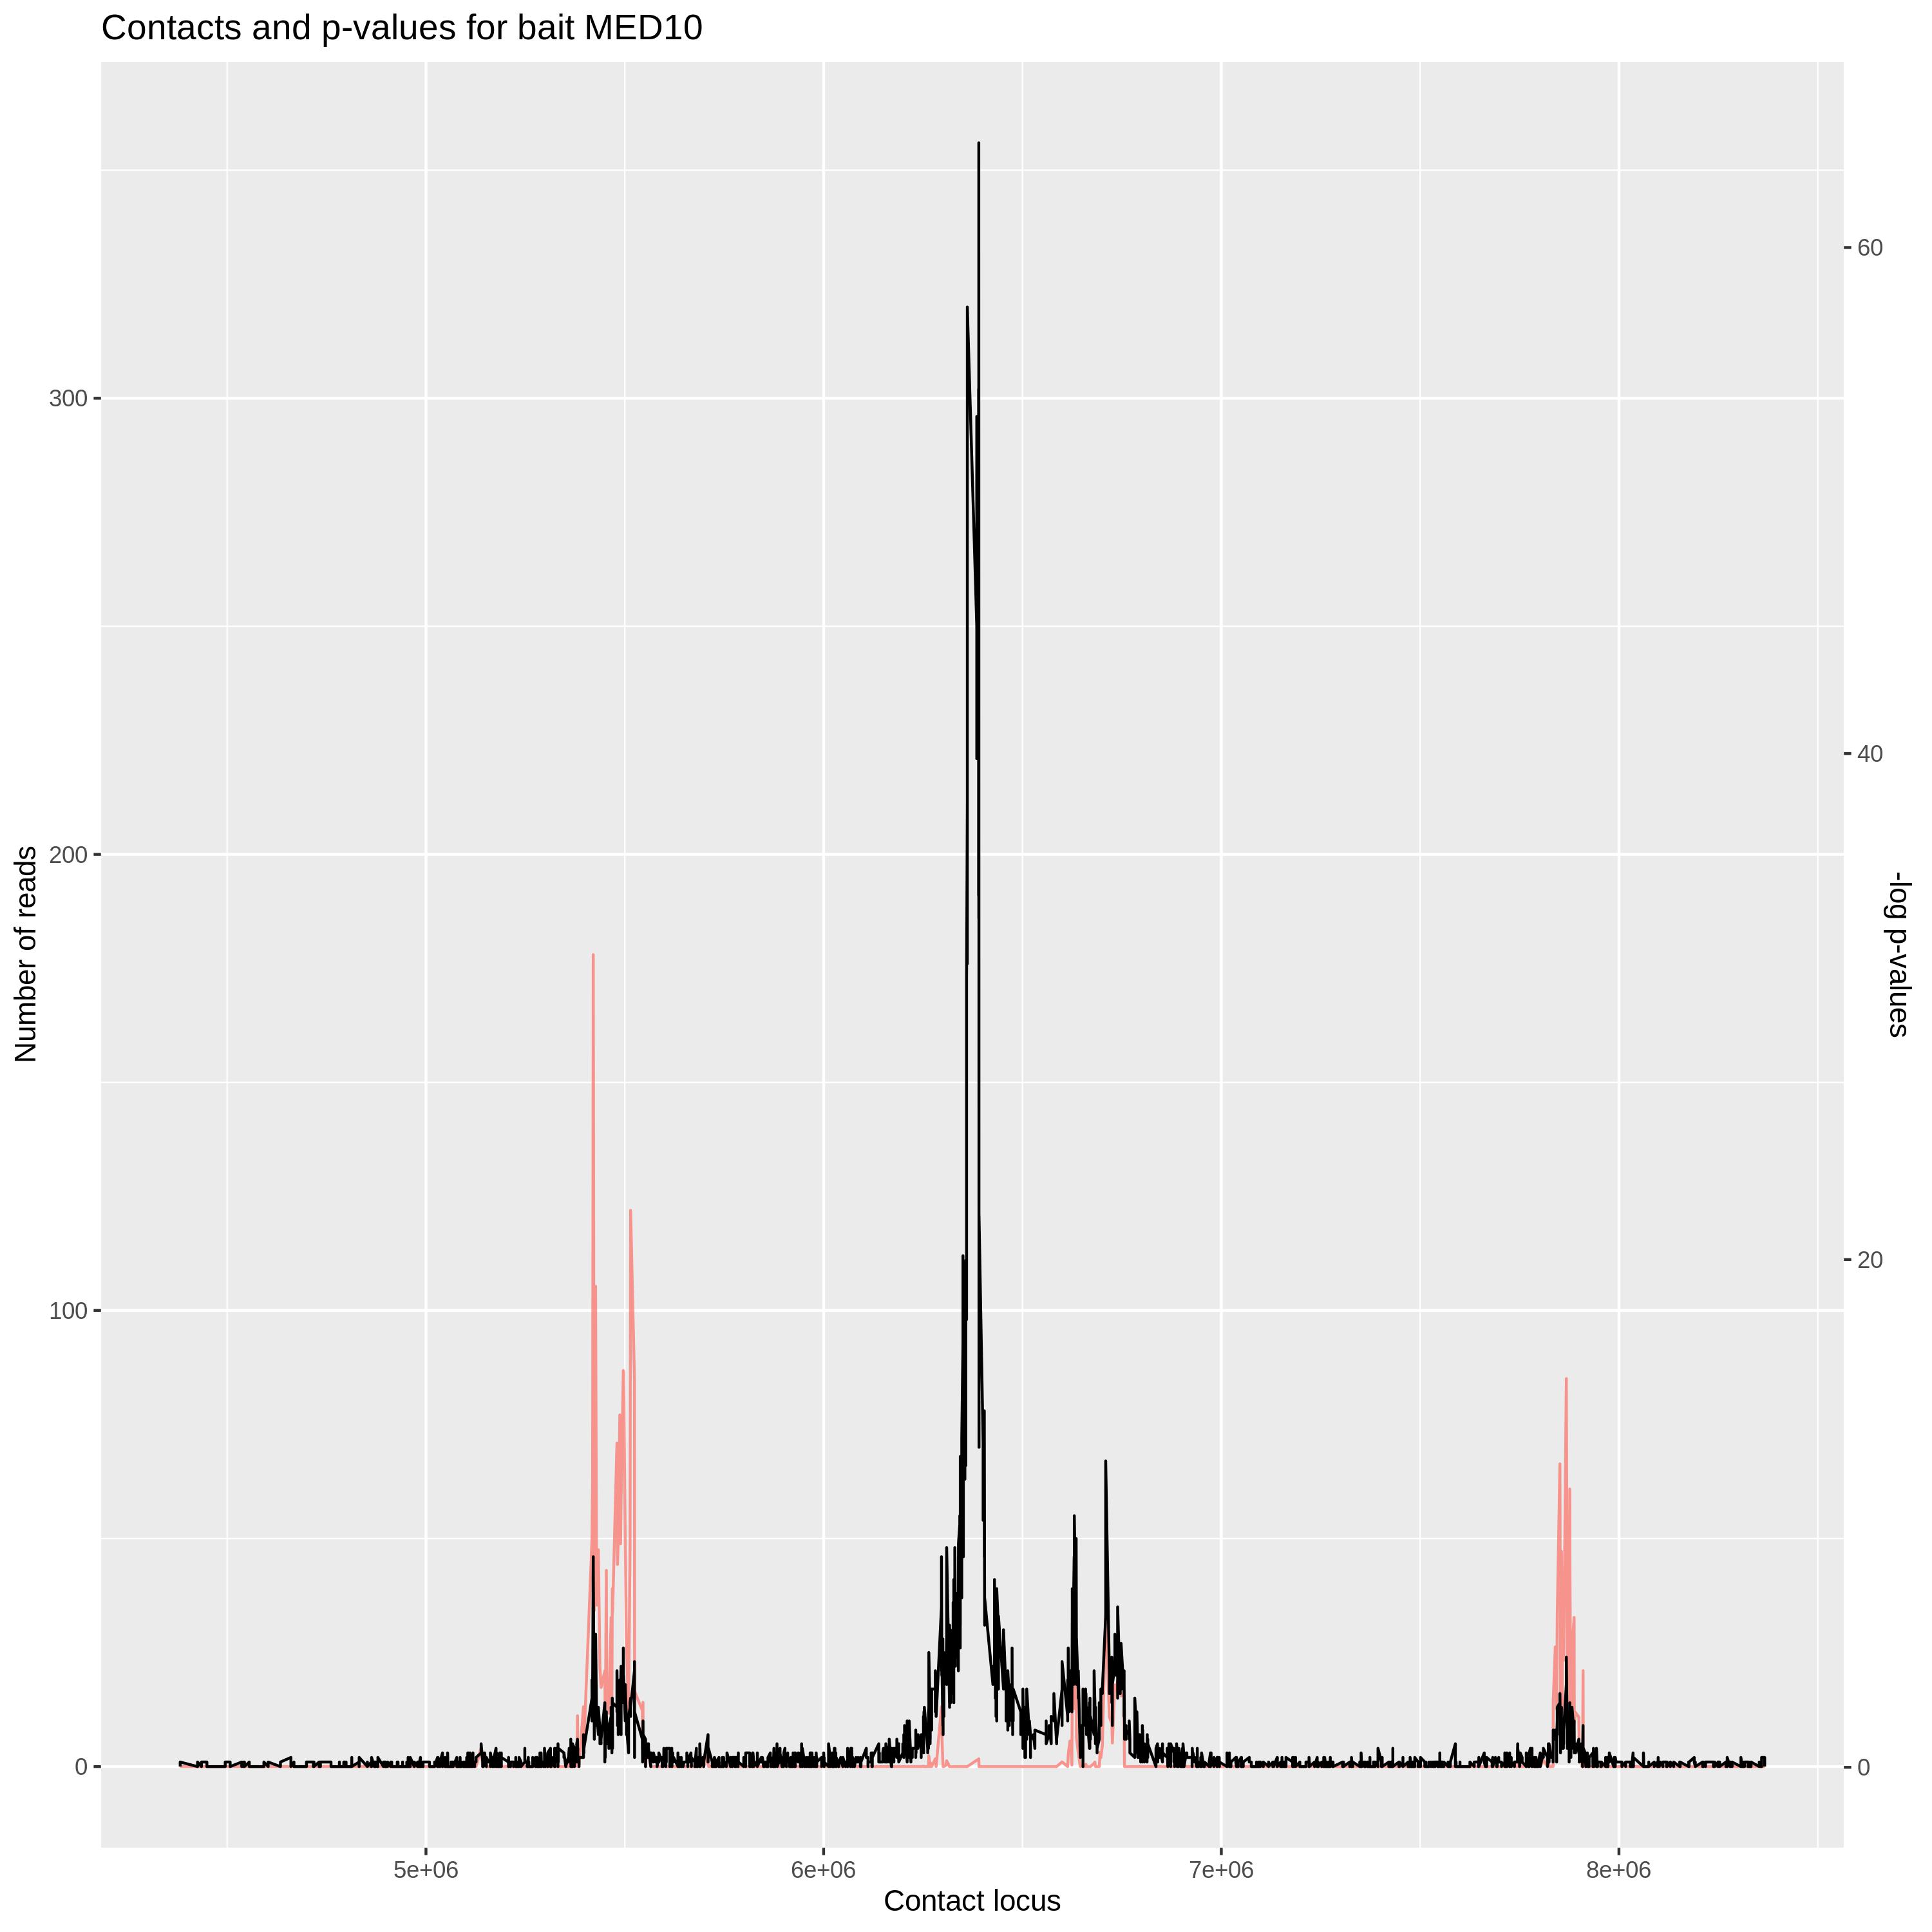 Contacts and p-values for bait MED10
300
200
100
0
60
40
20
0
Number of reads
-log p-values
5e+06
6e+06
7e+06
8e+06
Contact locus